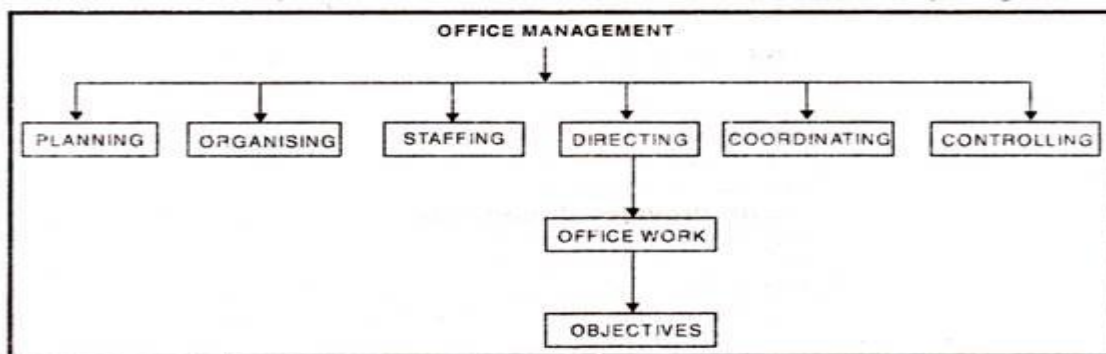 OFFICE MANAGEMENT
PLANNING ORGANISING STAFFING DIRECTING COORDINATING CONTROLLING
OFFICE WORK
OBJECTIVES